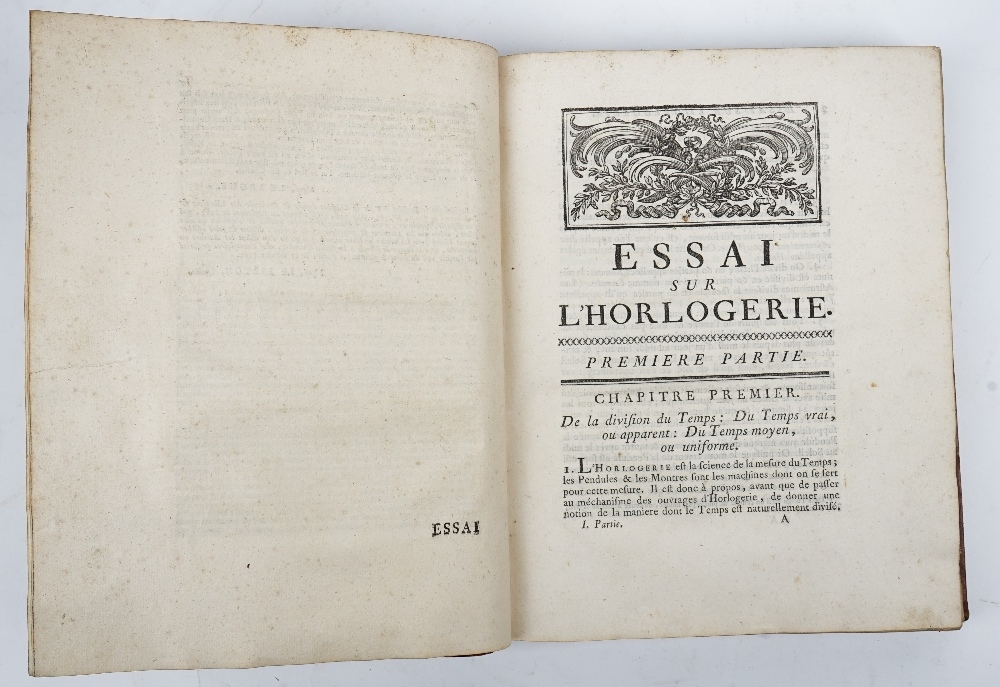 ESSAI
ESSAI
SUR
L'HORLOGERIE.
PREMIERE PARTIE.
CHAPITRE PREMIER.
De la diviſion du Temps: Du Temps vrai,
ou apparent: Du Temps moyen,
ou uniforme.
1. L'HORLOGERIE eſt la ſcience de la meſure du Temps;
les Pendules & les Montres ſont les machines dont on ſe ſert
pour cette meſure. Il eſt donc à propos, avant que de paſſer
au méchaniſme des ouvrages d'Horlogerie, de donner une
notion de la maniere dont le Temps eſt naturellement diviſé.
I. Partie. A